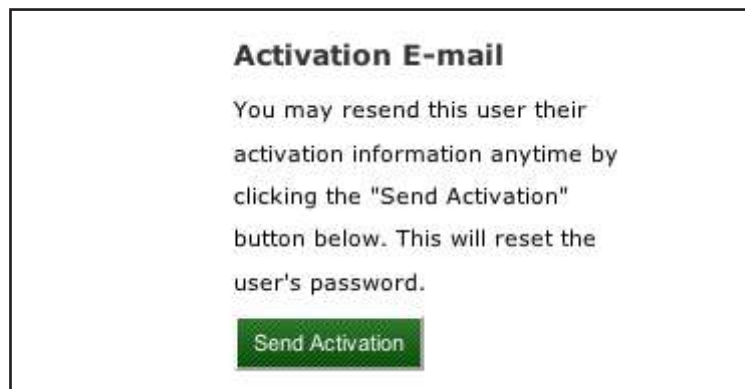 Activation E-mail
You may resend this user their
activation information anytime by
clicking the "Send Activation"
button below. This will reset the
user's password.
Send Activation